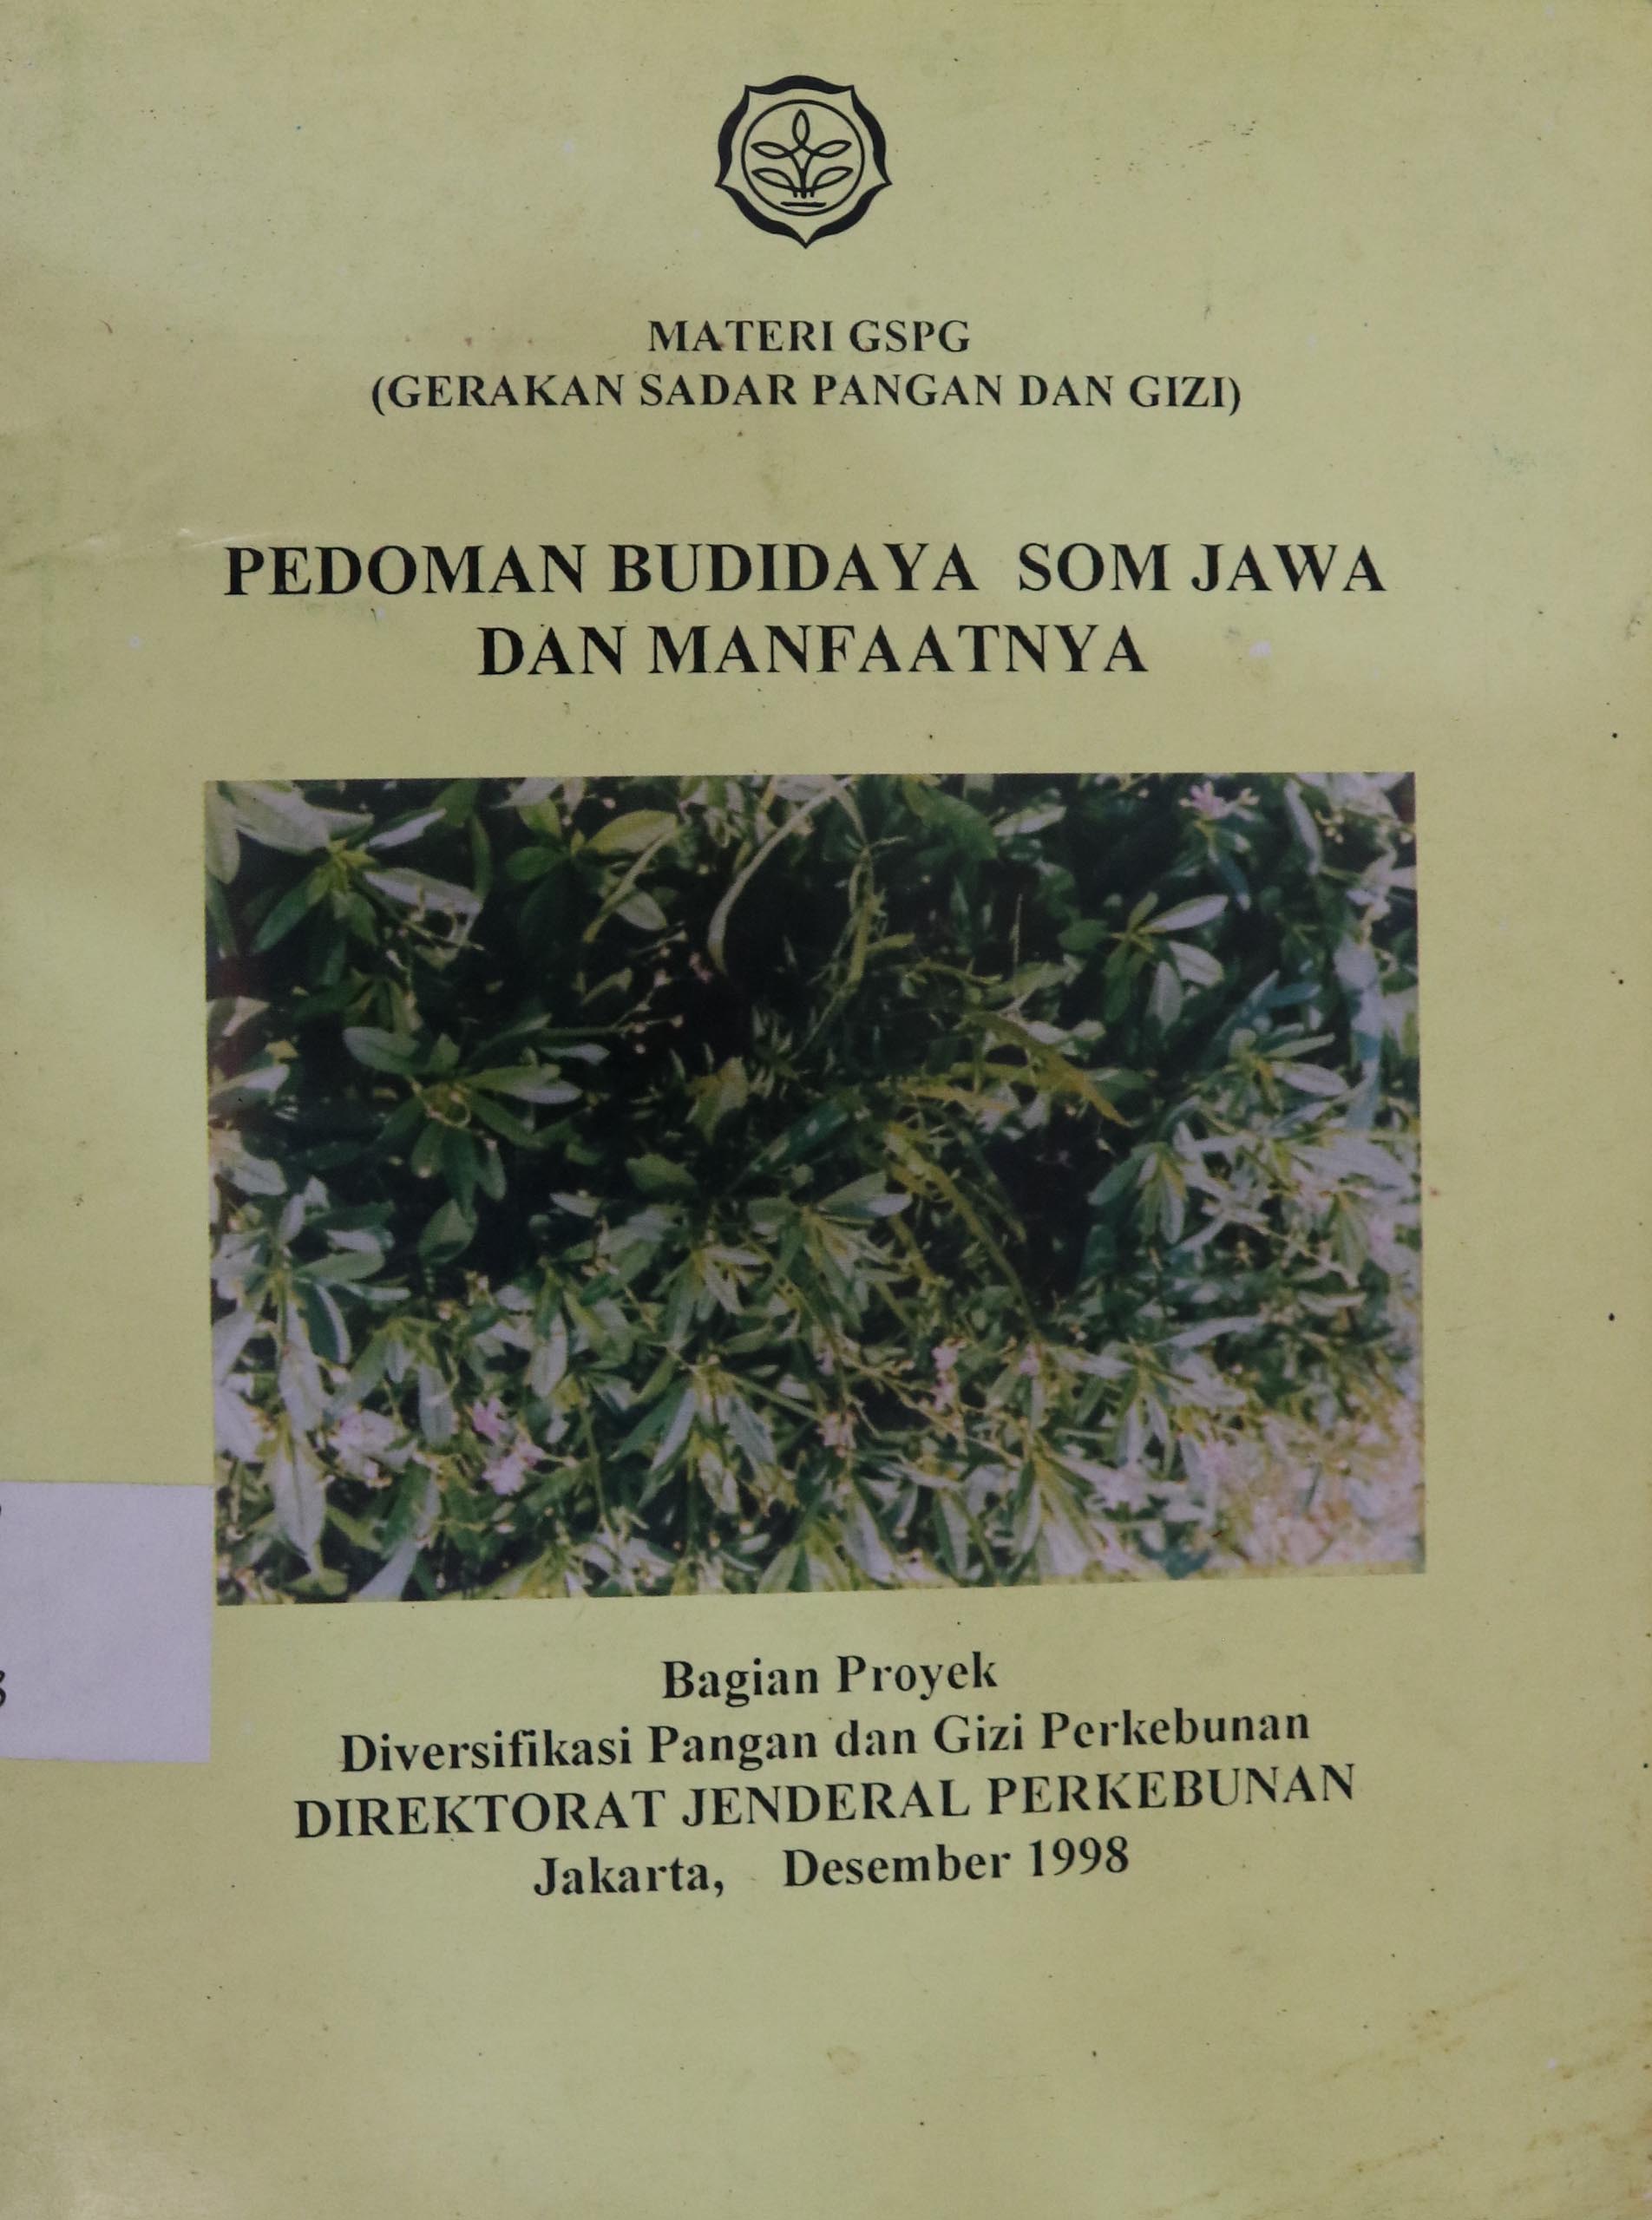 MATERI GSPG
(GERAKAN SADAR PANGAN DAN GIZI)
PEDOMAN BUDIDAYA SOM JAWA
DAN MANFAATNYA
Bagian Proyek
Diversifikasi Pangan dan Gizi Perkebunan
DIREKTORAT JENDERAL PERKEBUNAN
Jakarta, Desember 1998